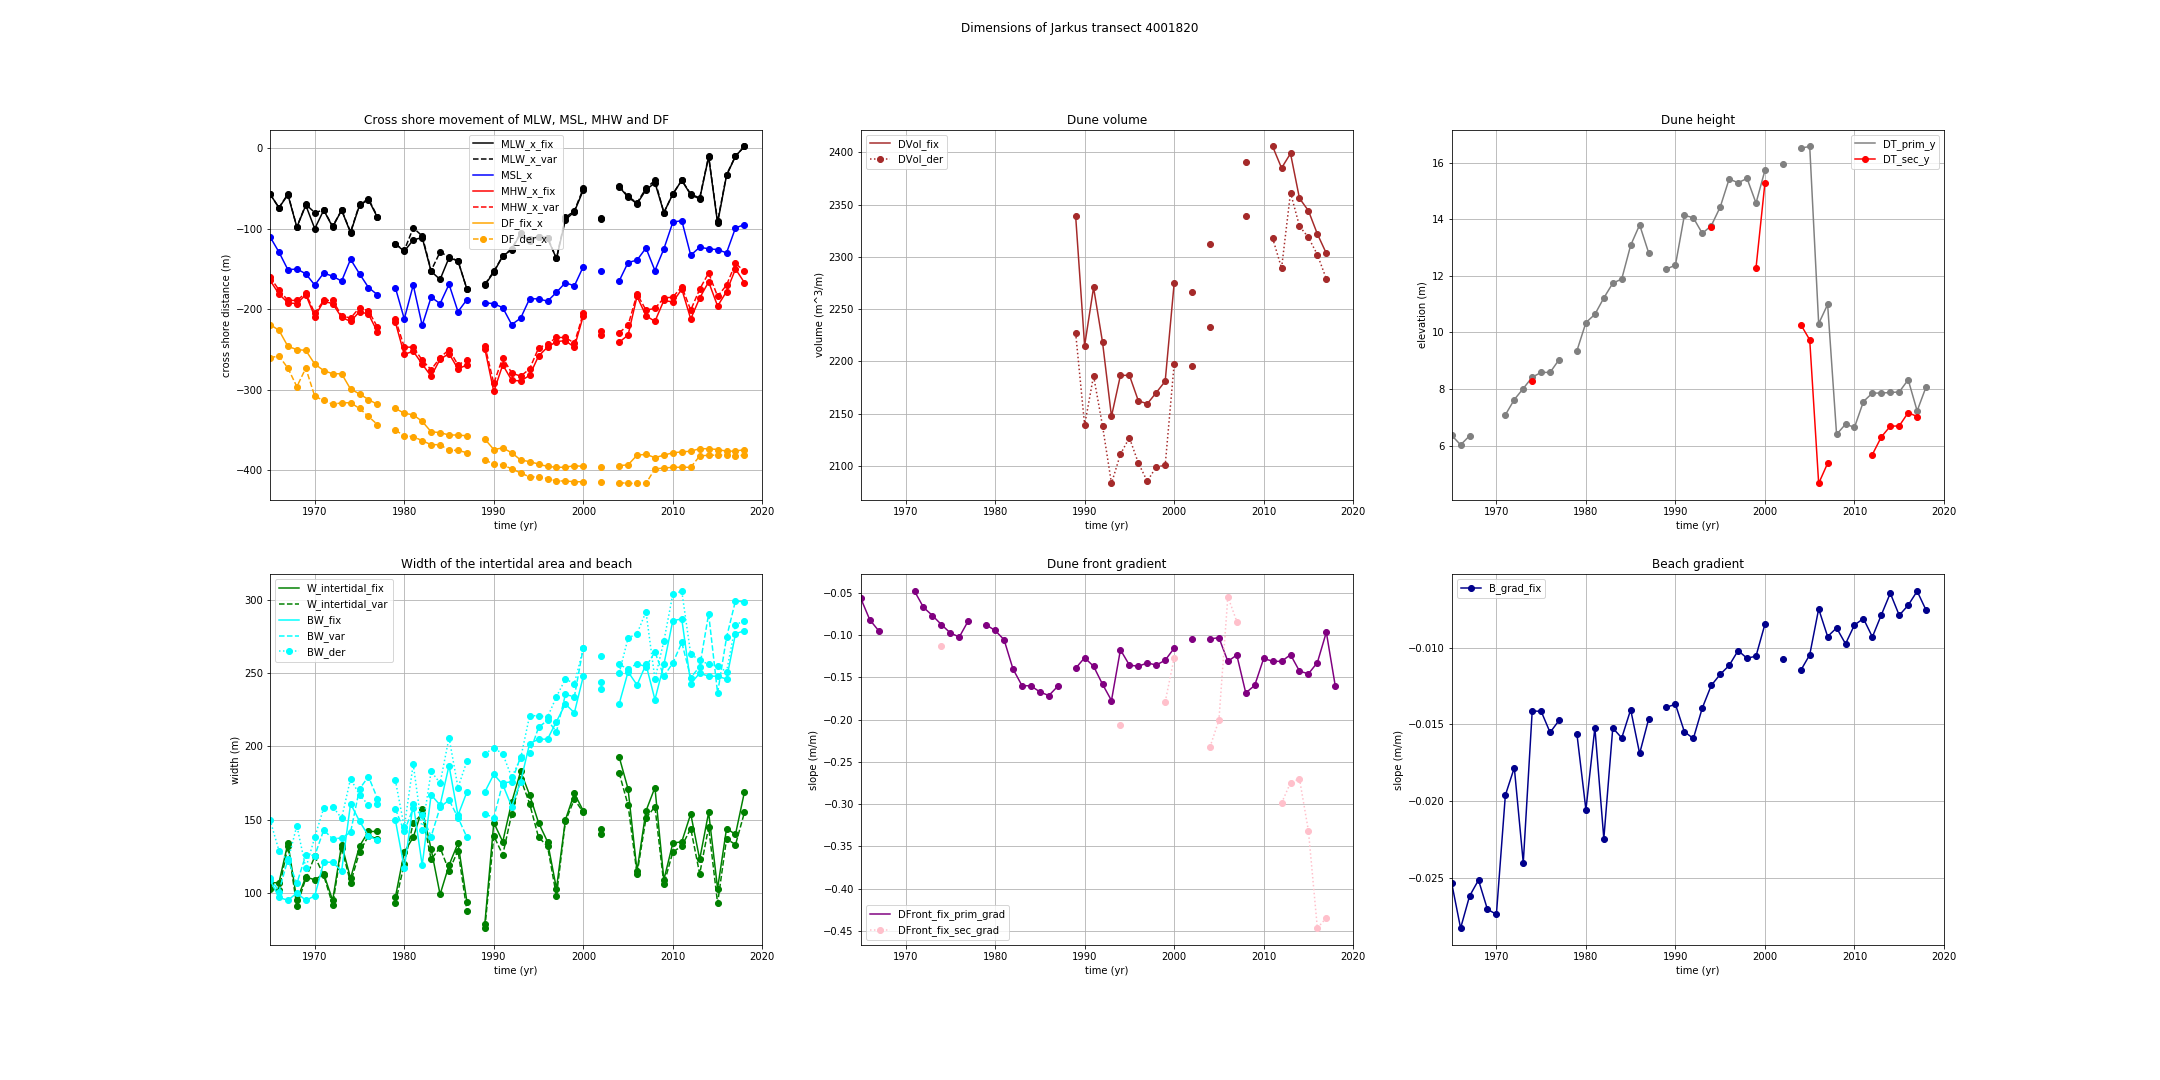 Dimensions of Jarkus transect 4001820
Cross shore movement of MLW, MSL, MHW and DF
cross shore distance (m)
0
−100
−200
−300
−400
MLW_x_fix
MLW_x_var
MSL_x
MHW_x_fix
MHW_x_var
DF_fix_x
DF_der_x
1970 1980 1990 2000 2010 2020
time (yr)
Dune volume
volume (m^3/m)
2400
2350
2300
2250
2200
2150
2100
DVol_fix
DVol_der
1970 1980 1990 2000 2010 2020
time (yr)
Dune height
elevation (m)
16
14
12
10
8
6
DT_prim_y
DT_sec_y
1970 1980 1990 2000 2010 2020
time (yr)
Width of the intertidal area and beach
width (m)
300
250
200
150
100
W_intertidal_fix
W_intertidal_var
BW_fix
BW_var
BW_der
1970 1980 1990 2000 2010 2020
time (yr)
Dune front gradient
slope (m/m)
−0.05
−0.10
−0.15
−0.20
−0.25
−0.30
−0.35
−0.40
−0.45
DFront_fix_prim_grad
DFront_fix_sec_grad
1970 1980 1990 2000 2010 2020
time (yr)
Beach gradient
slope (m/m)
−0.010
−0.015
−0.020
−0.025
B_grad_fix
1970 1980 1990 2000 2010 2020
time (yr)